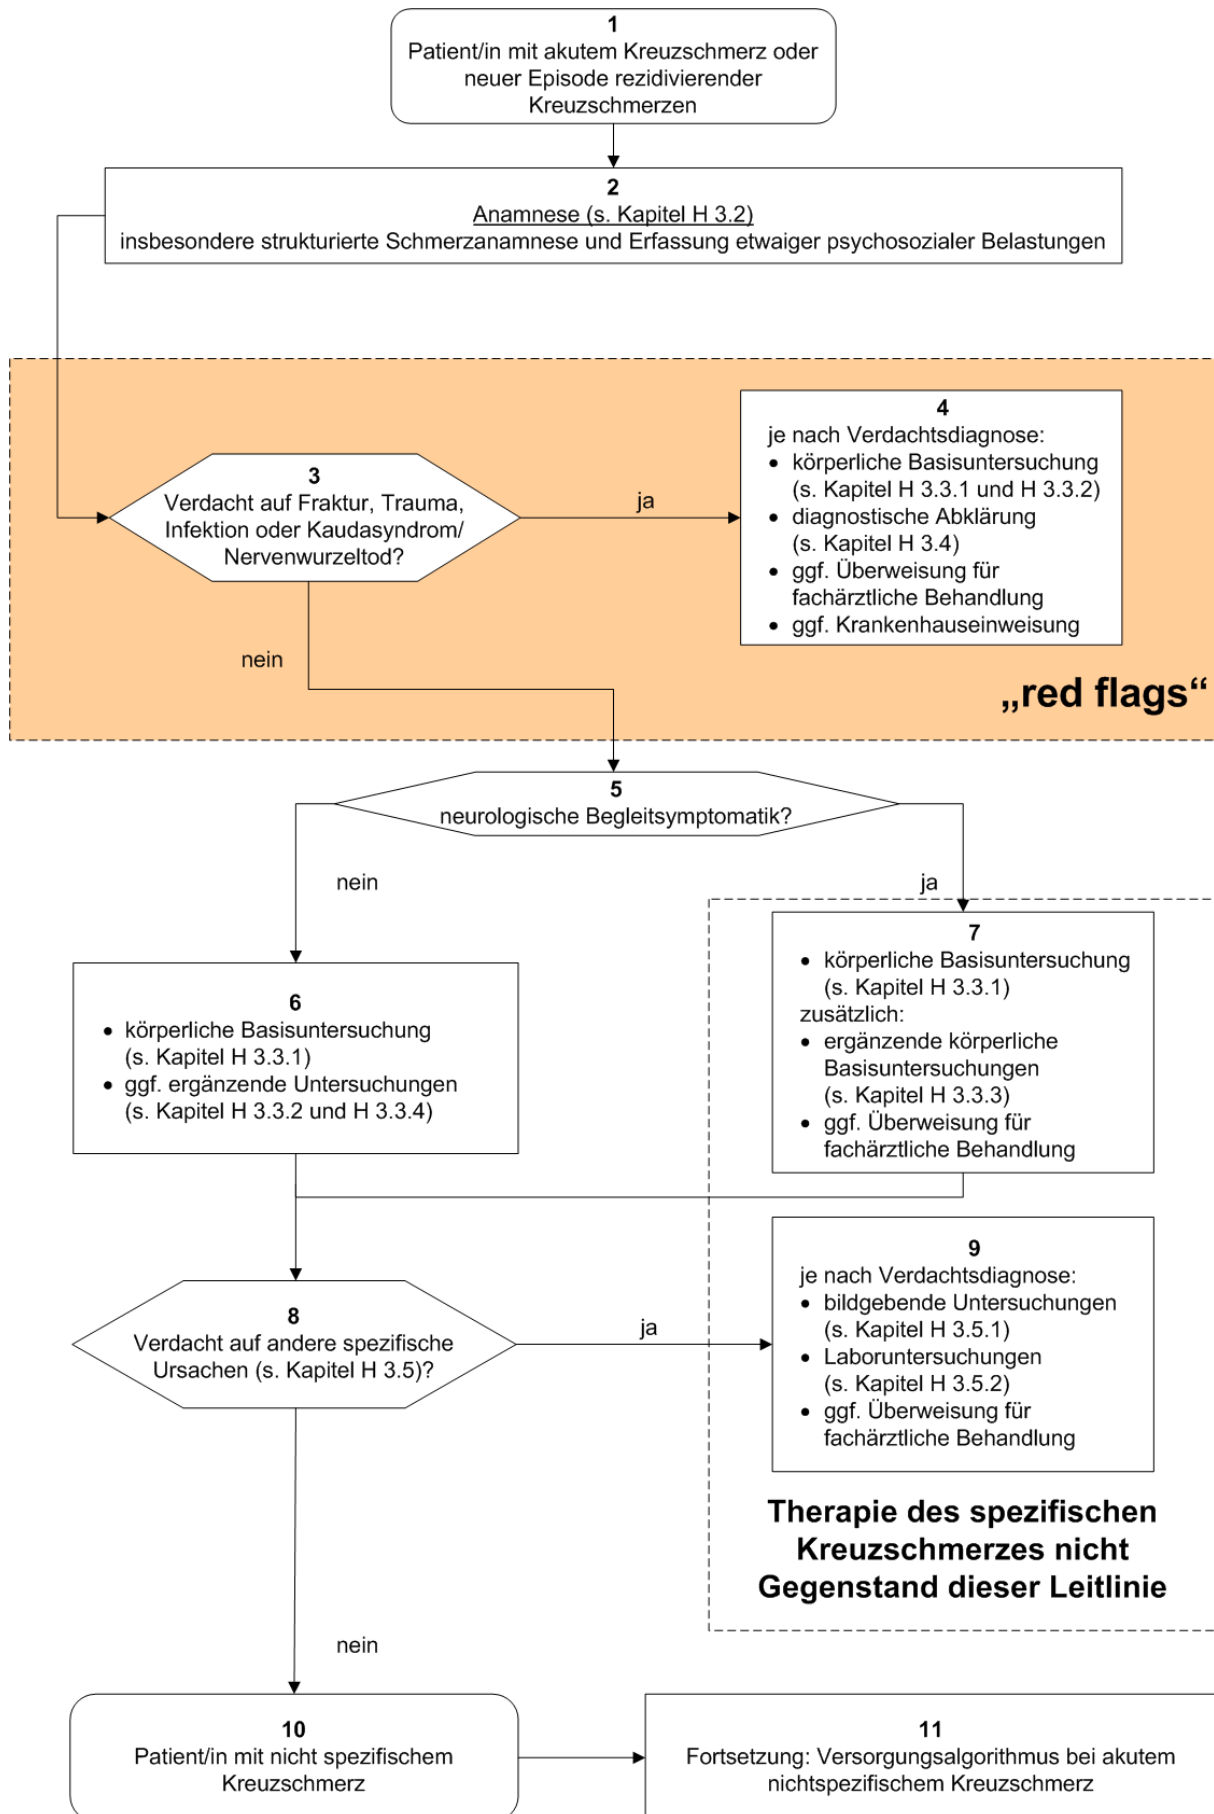 1
Patient/in mit akutem Kreuzschmerz oder
neuer Episode rezidivierender
Kreuzschmerzen
2
Anamnese (s. Kapitel H 3.2)
insbesondere strukturierte Schmerzanamnese und Erfassung etwaiger psychosozialer Belastungen
3
Verdacht auf Fraktur, Trauma,
Infektion oder Kaudasyndrom/
Nervenwurzeltod?
ja
4
je nach Verdachtsdiagnose:
• körperliche Basisuntersuchung
(s. Kapitel H 3.3.1 und H 3.3.2)
• diagnostische Abklärung
(s. Kapitel H 3.4)
• ggf. Überweisung für
fachärztliche Behandlung
• ggf. Krankenhauseinweisung
nein
„red flags“
5
neurologische Begleitsymptomatik?
nein
ja
6
• körperliche Basisuntersuchung
(s. Kapitel H 3.3.1)
• ggf. ergänzende Untersuchungen
(s. Kapitel H 3.3.2 und H 3.3.4)
7
• körperliche Basisuntersuchung
(s. Kapitel H 3.3.1)
zusätzlich:
• ergänzende körperliche
Basisuntersuchungen
(s. Kapitel H 3.3.3)
• ggf. Überweisung für
fachärztliche Behandlung
8
Verdacht auf andere spezifische
Ursachen (s. Kapitel H 3.5)?
ja
9
je nach Verdachtsdiagnose:
• bildgebende Untersuchungen
(s. Kapitel H 3.5.1)
• Laboruntersuchungen
(s. Kapitel H 3.5.2)
• ggf. Überweisung für
fachärztliche Behandlung
Therapie des spezifischen
Kreuzschmerzes nicht
Gegenstand dieser Leitlinie
nein
10
Patient/in mit nicht spezifischem
Kreuzschmerz
11
Fortsetzung: Versorgungsalgorithmus bei akutem
nichtspezifischem Kreuzschmerz